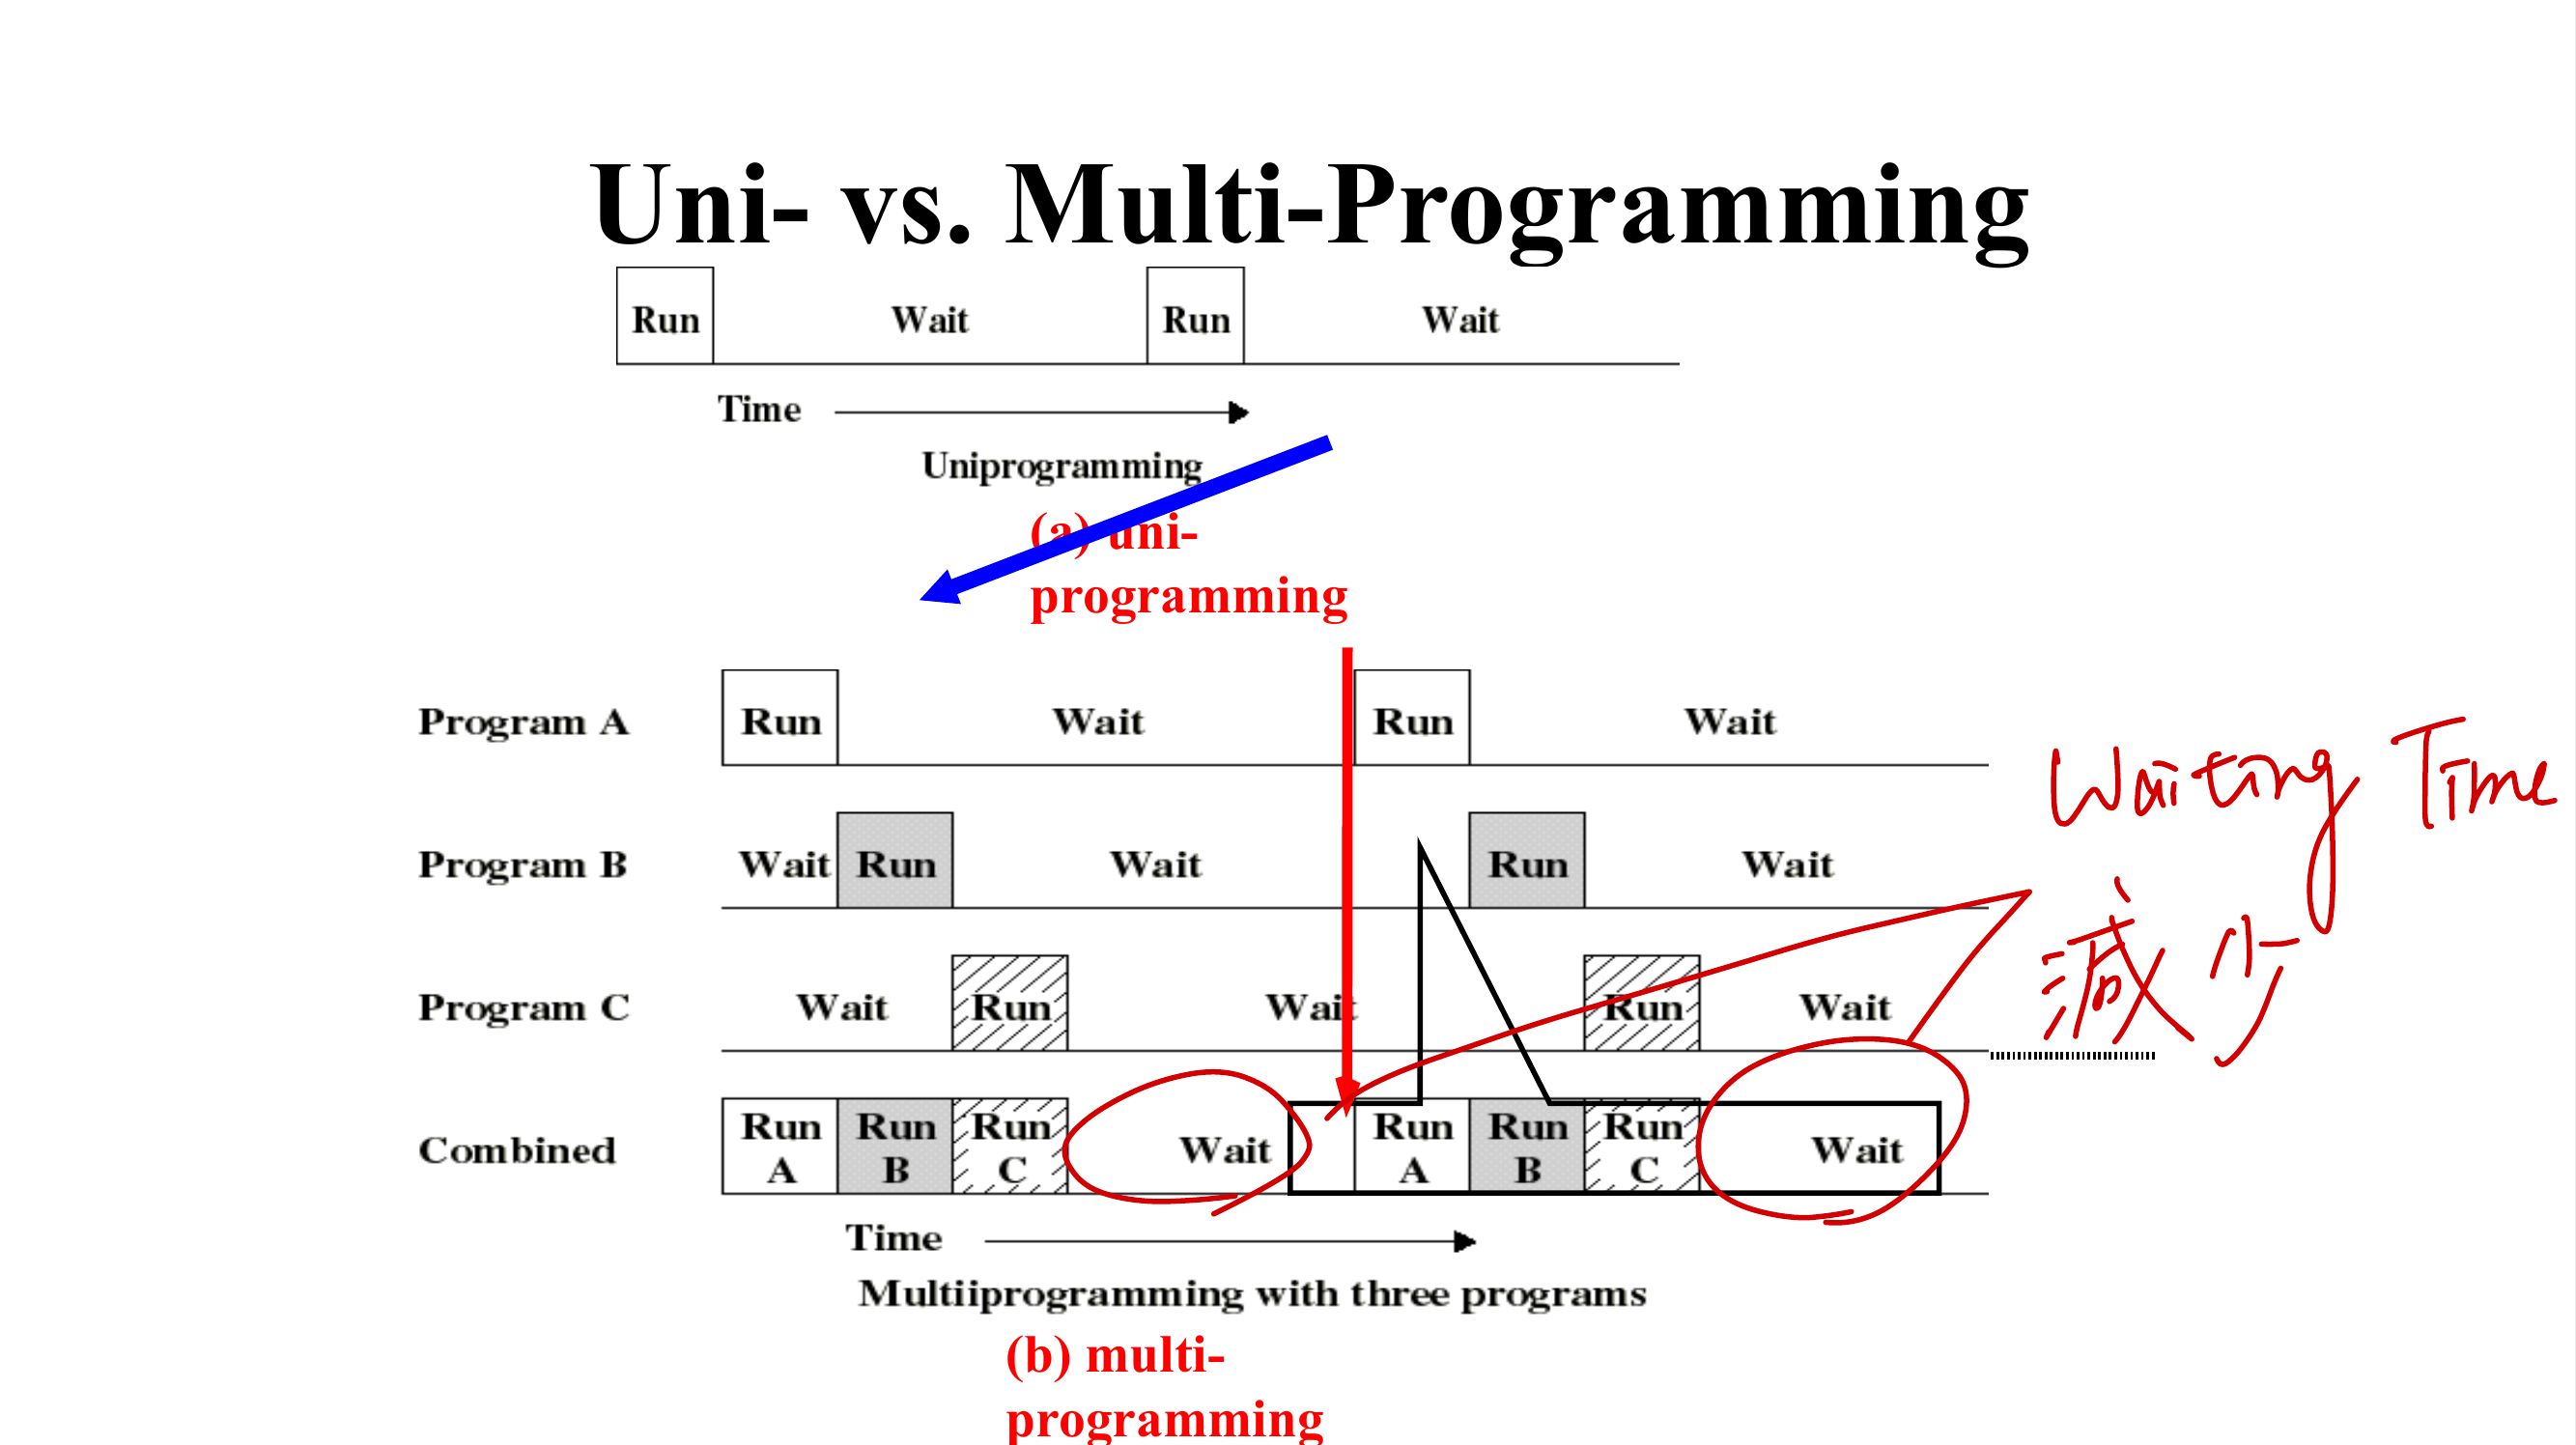 Uni- vs. Multi-Programming
Run Wait Run Wait
Time
Uniprogramming
(a) uni-
programming
Program A Run Wait Run Wait
Waiting Time
Program B Wait Run Wait Run Wait
減少
Program C Wait Run Wait Run Wait
Combined Run A Run B Run C Wait Run A Run B Run C Wait
Time
Multiiprogramming with three programs
(b) multi-
programming